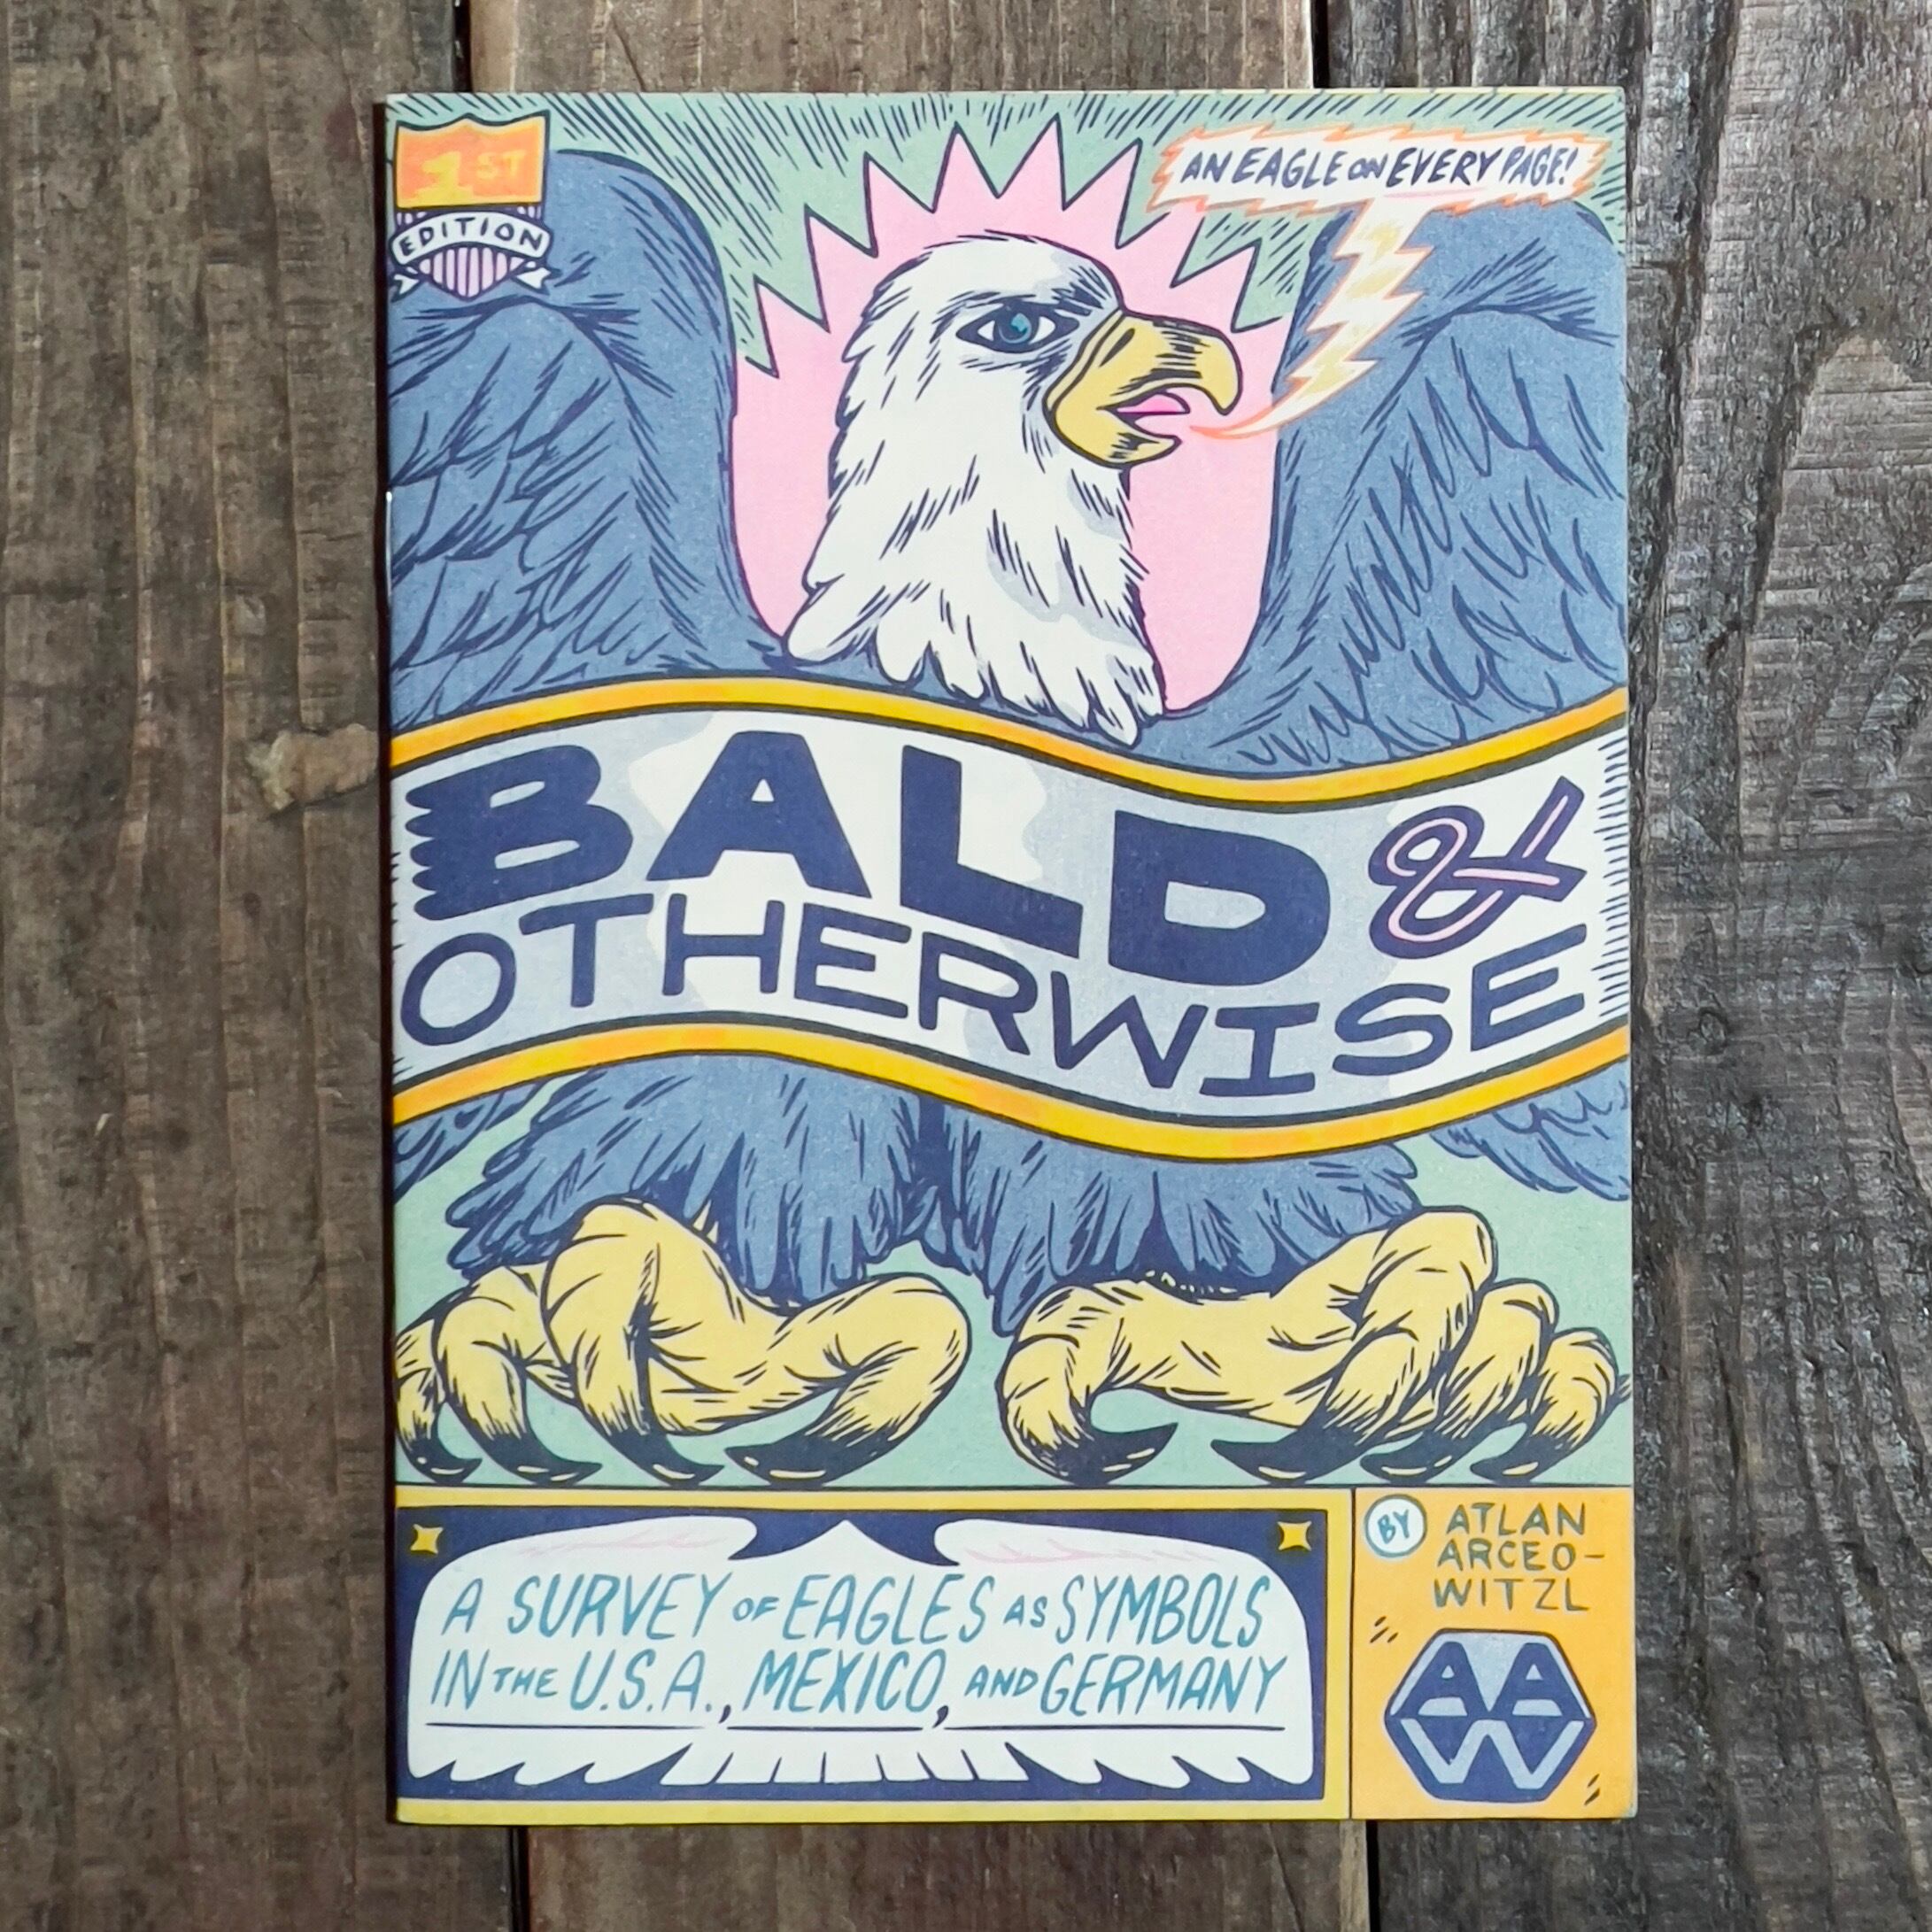 1ST
EDITION
AN EAGLE ON EVERY PAGE!
BALD &
OTHERWISE
A SURVEY OF EAGLES AS SYMBOLS
IN THE U.S.A., MEXICO, AND GERMANY
BY ATLAN
ARCEO-
WITZL
AA
W